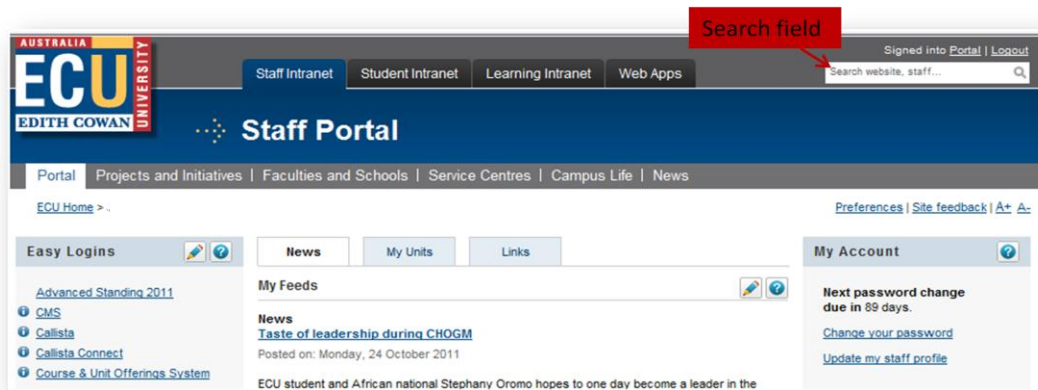 Search field
AUSTRALIA
ECU
UNIVERSITY
EDITH COWAN
Signed into Portal | Logout
Staff Intranet Student Intranet Learning Intranet Web Apps
Search website, staff...
Staff Portal
Portal Projects and Initiatives | Faculties and Schools | Service Centres | Campus Life | News
ECU Home > ..
Preferences | Site feedback | A+ A-
Easy Logins
News My Units Links
My Account
Advanced Standing 2011
CMS
Callista
Callista Connect
Course & Unit Offerings System
My Feeds
News
Taste of leadership during CHOGM
Posted on: Monday, 24 October 2011
ECU student and African national Stephany Oromo hopes to one day become a leader in the
Next password change
due in 89 days.
Change your password
Update my staff profile